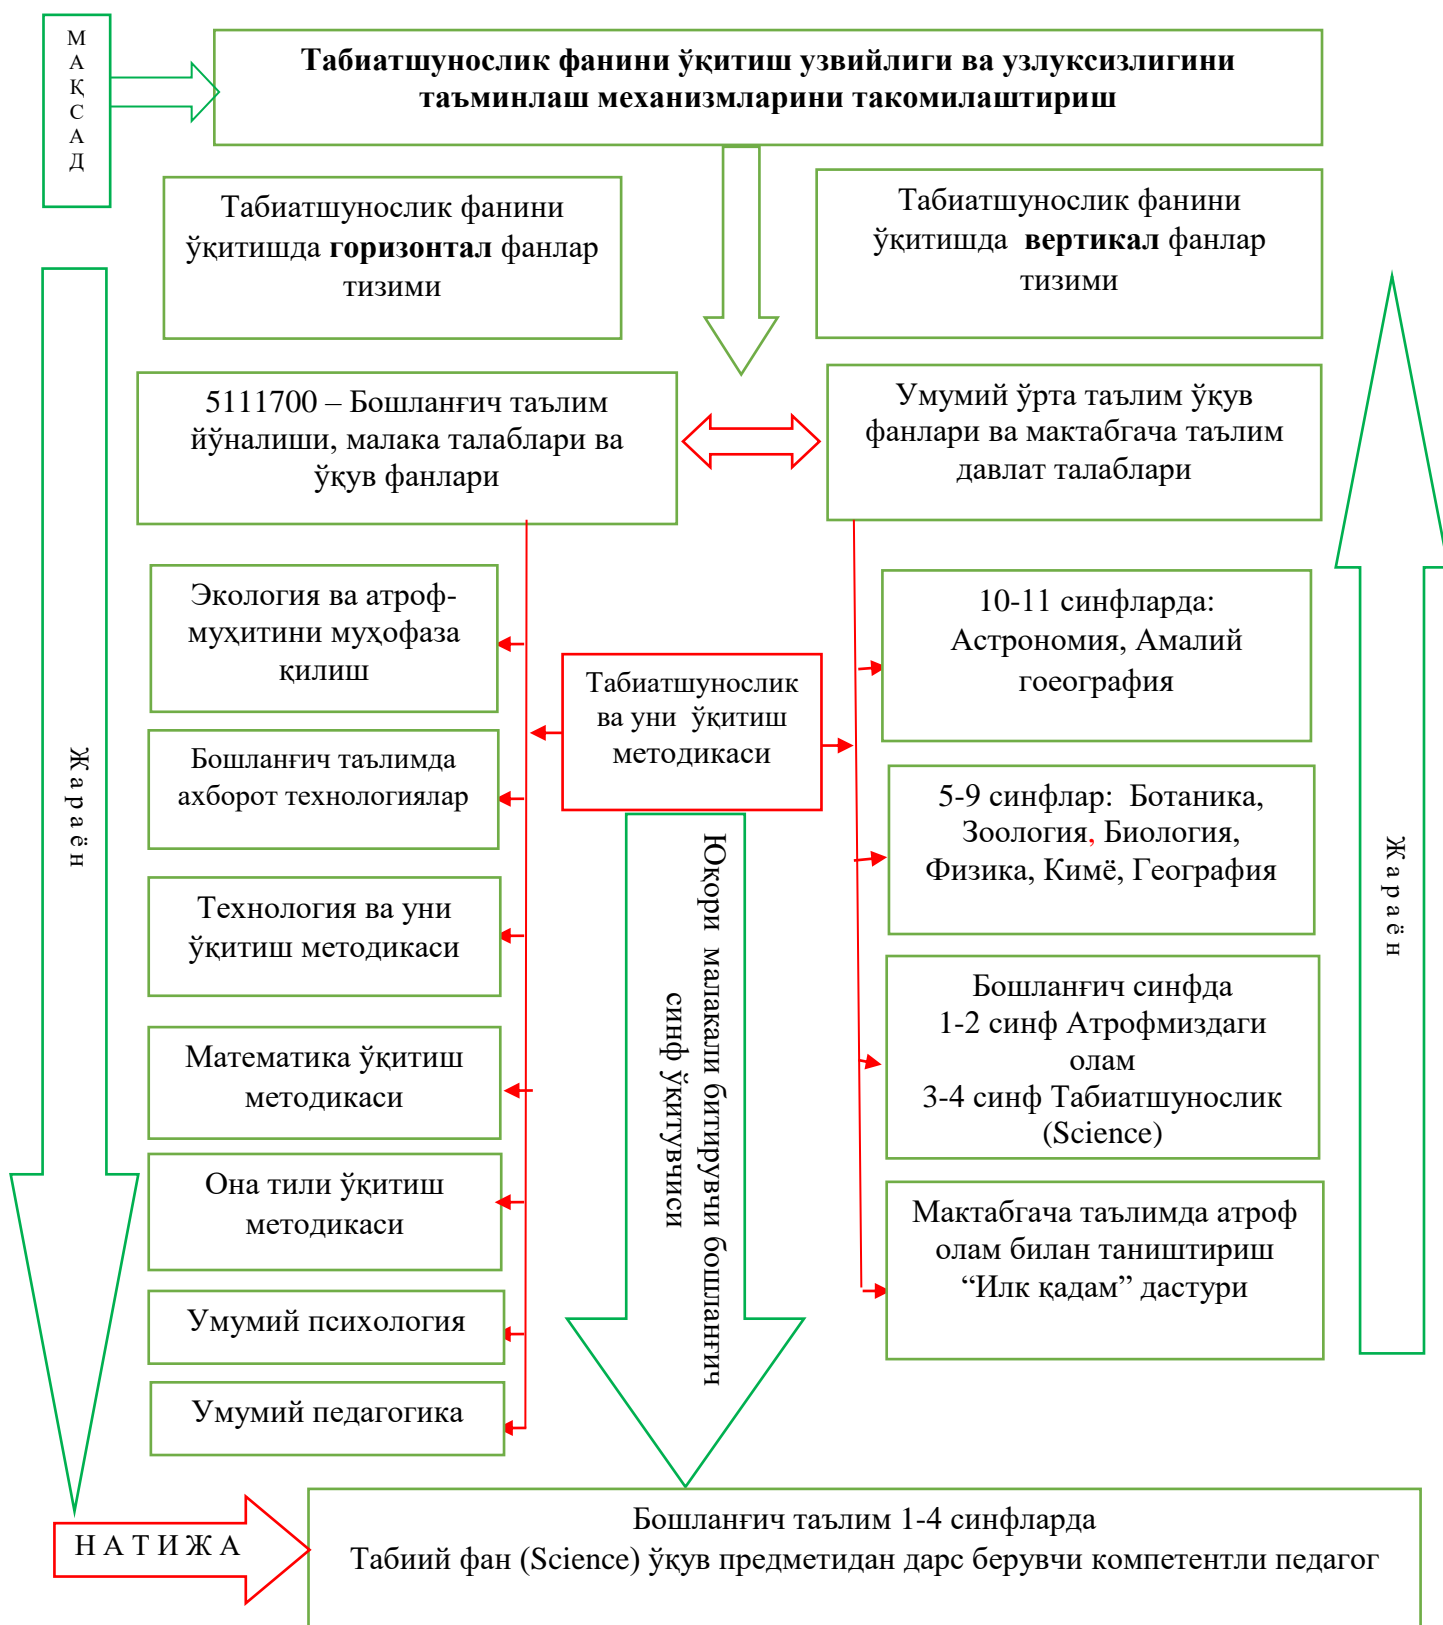 МАҚСАД
Табиатшунослик фанини ўқитиш узвийлиги ва узлуксизлигини
таъминлаш механизмларини такомилаштириш
Табиатшунослик фанини
ўқитишда горизонтал фанлар
тизими
Табиатшунослик фанини
ўқитишда вертикал фанлар
тизими
5111700 – Бошланғич таълим
йўналиши, малака талаблари ва
ўқув фанлари
Умумий ўрта таълим ўқув
фанлари ва мактабгача таълим
давлат талаблари
Жараён
Экология ва атроф-
муҳитини муҳофаза
қилиш
Бошланғич таълимда
ахборот технологиялар
Технология ва уни
ўқитиш методикаси
Математика ўқитиш
методикаси
Она тили ўқитиш
методикаси
Умумий психология
Умумий педагогика
Табиатшунослик
ва уни ўқитиш
методикаси
Юқори малакали битирувчи бошланғич
синф ўқитувчиси
10-11 синфларда:
Астрономия, Амалий
гоеография
5-9 синфлар: Ботаника,
Зоология, Биология,
Физика, Кимё, География
Бошланғич синфда
1-2 синф Атрофмиздаги
олам
3-4 синф Табиатшунослик
(Science)
Мактабгача таълимда атроф
олам билан таништириш
“Илк қадам” дастури
Жараён
НАТИЖА
Бошланғич таълим 1-4 синфларда
Табиий фан (Science) ўқув предметидан дарс берувчи компетентли педагог